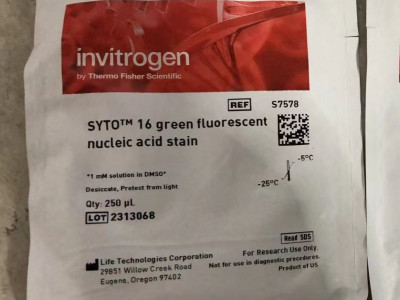 invitrogen
by Thermo Fisher Scientific
REF S7578
SYTO™ 16 green fluorescent
nucleic acid stain
-5°C
-25°C
*1 mM solution in DMSO*
Desiccate, Protect from light
Qty: 250 µL
LOT 2313068
Read SDS
Life Technologies Corporation
29851 Willow Creek Road
Eugene, Oregon 97402
For Research Use Only.
Not for use in diagnostic procedures.
Product of US